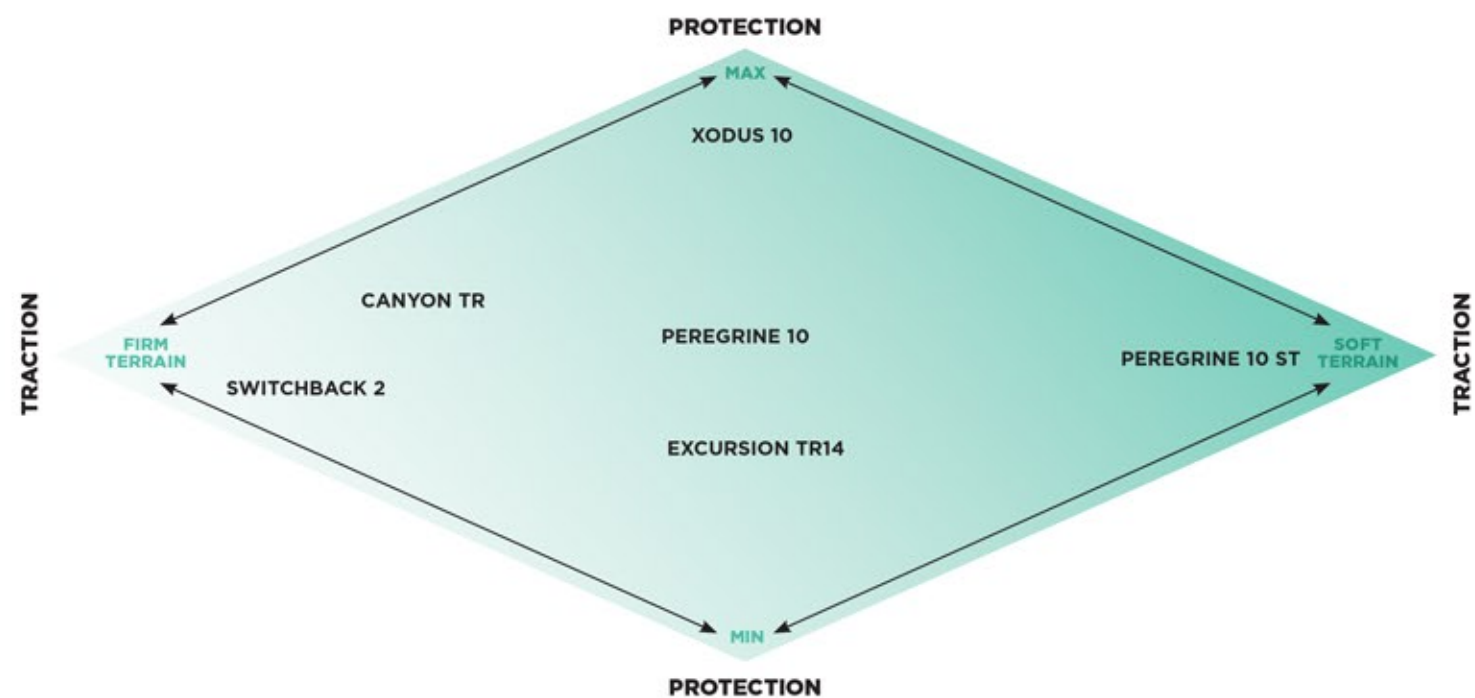 PROTECTION
MAX
XODUS 10
CANYON TR
TRACTION
FIRM
TERRAIN
PEREGRINE 10
PEREGRINE 10 ST
SOFT
TERRAIN
TRACTION
SWITCHBACK 2
EXCURSION TR14
MIN
PROTECTION